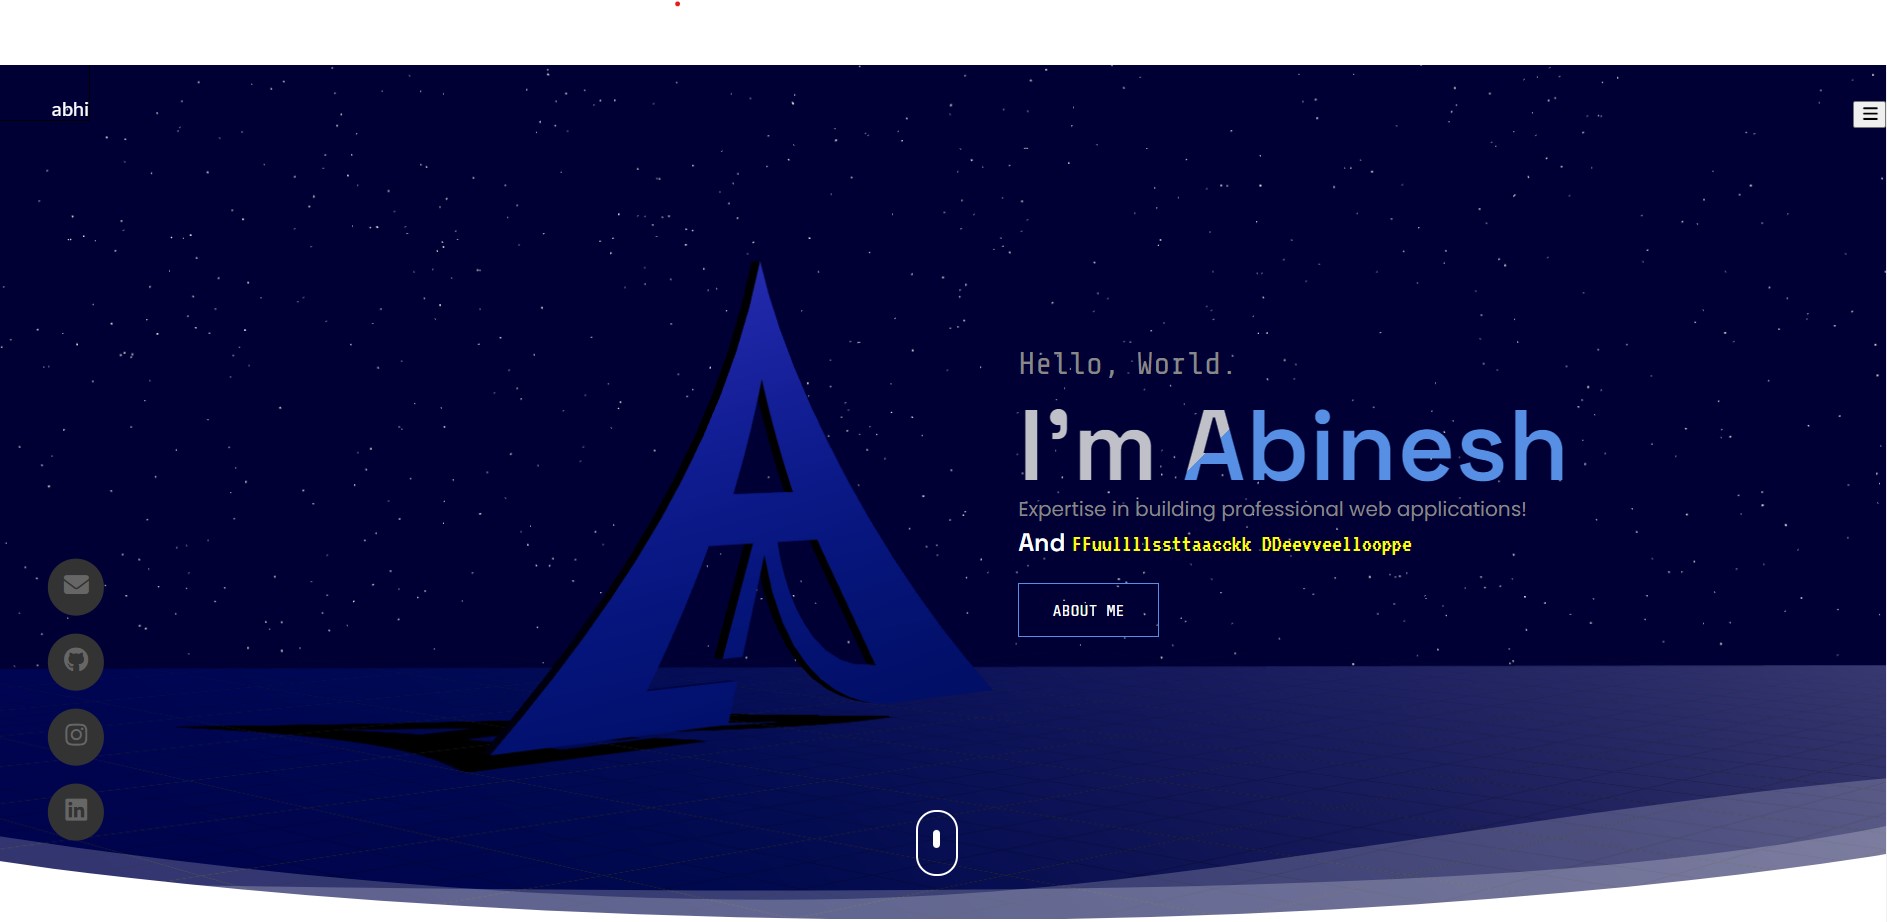 abhi
Hello, World.
I'm Abinesh
Expertise in building professional web applications!
And FFuullllssttaacckk DDeevveellooppe
ABOUT ME